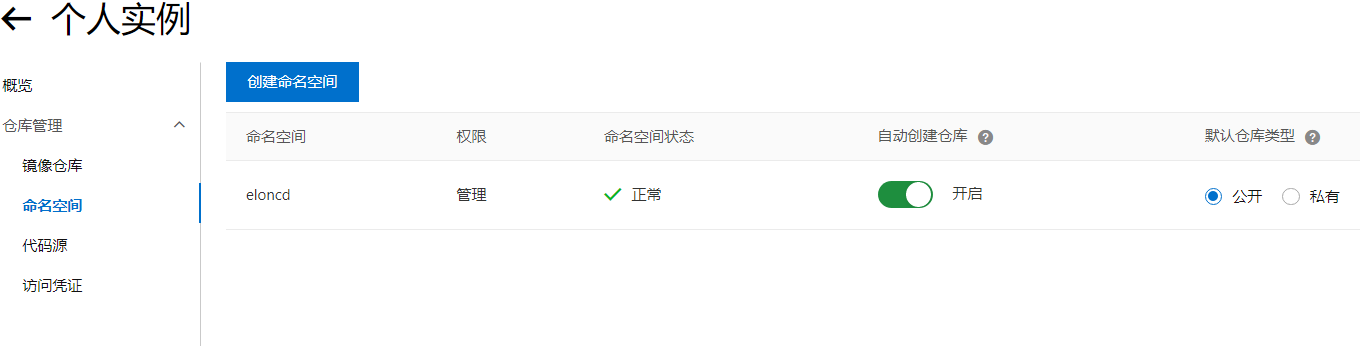 个人实例
概览
仓库管理
镜像仓库
命名空间
代码源
访问凭证
创建命名空间
命名空间 权限 命名空间状态 自动创建仓库 ? 默认仓库类型 ?
eloncd 管理 正常 开启 公开 私有